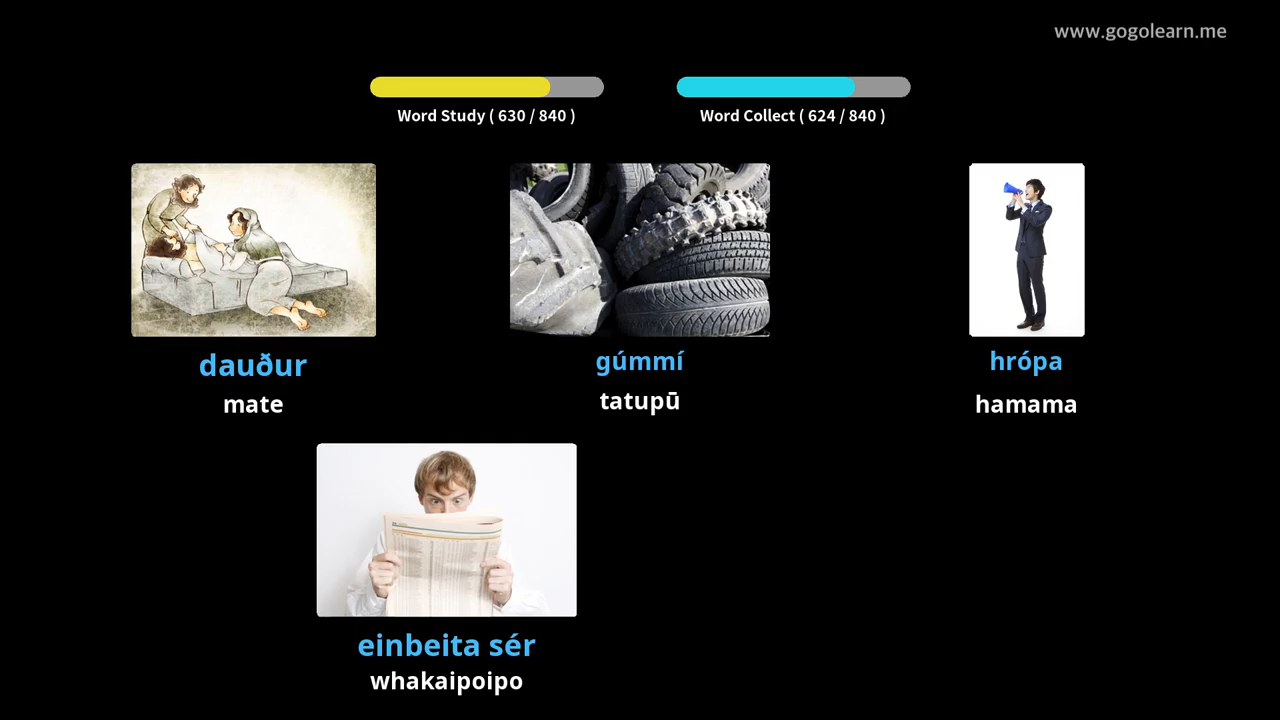 www.gogolearn.me
Word Study ( 630 / 840 )
Word Collect ( 624 / 840 )
dauður
mate
gúmmí
tatupū
hrópa
hamama
einbeita sér
whakaipoipo